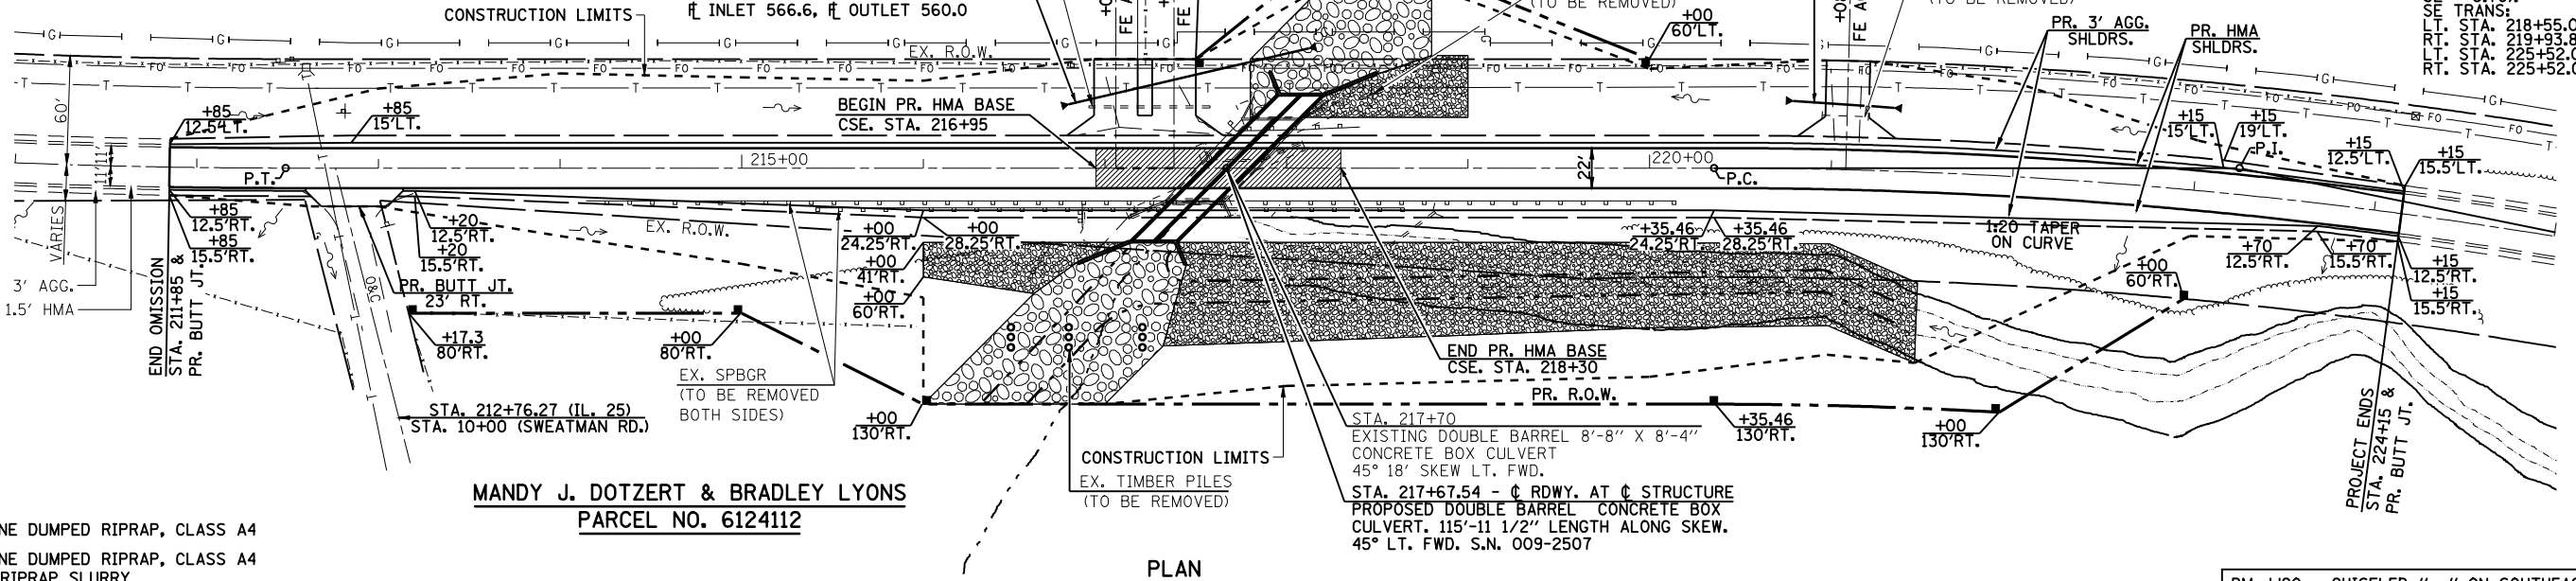 CONSTRUCTION LIMITS
℄ INLET 566.6, ℄ OUTLET 560.0
(TO BE REMOVED)
+00
60'LT.
(TO BE REMOVED)
SE TRANS:
LT. STA. 218+55.0
RT. STA. 219+93.8
LT. STA. 225+52.0
RT. STA. 225+52.0
PR. 3' AGG.
SHLDRS.
PR. HMA
SHLDRS.
EX. R.O.W.
60'
+85
12.5'LT.
+85
15'LT.
BEGIN PR. HMA BASE
CSE. STA. 216+95
+15
15'LT.
+15
19'LT.
P.I.
+15
12.5'LT.
+15
15.5'LT.
11'
11'
P.T.
215+00
22'
220+00
P.C.
VARIES
+85
12.5'RT.
+85
15.5'RT.
+20
12.5'RT.
+20
15.5'RT.
EX. R.O.W.
+00
24.25'RT.
+00
28.25'RT.
+00
41'RT.
+00
60'RT.
+35.46
24.25'RT.
+35.46
28.25'RT.
1:20 TAPER
ON CURVE
+70
12.5'RT.
+70
15.5'RT.
+00
60'RT.
+15
12.5'RT.
+15
15.5'RT.
3' AGG.
1.5' HMA
END OMISSION
STA. 211+85 &
PR. BUTT JT.
O&C
PR. BUTT JT.
23' RT.
+17.3
80'RT.
+00
80'RT.
EX. SPBGR
(TO BE REMOVED
BOTH SIDES)
END PR. HMA BASE
CSE. STA. 218+30
PR. R.O.W.
STA. 212+76.27 (IL. 25)
STA. 10+00 (SWEATMAN RD.)
+00
130'RT.
+35.46
130'RT.
+00
130'RT.
CONSTRUCTION LIMITS
EX. TIMBER PILES
(TO BE REMOVED)
STA. 217+70
EXISTING DOUBLE BARREL 8'-8" X 8'-4"
CONCRETE BOX CULVERT
45° 18' SKEW LT. FWD.
STA. 217+67.54 - ℄ RDWY. AT ℄ STRUCTURE
PROPOSED DOUBLE BARREL CONCRETE BOX
CULVERT. 115'-11 1/2" LENGTH ALONG SKEW.
45° LT. FWD. S.N. 009-2507
PROJECT ENDS
STA. 224+15 &
PR. BUTT JT.
MANDY J. DOTZERT & BRADLEY LYONS
PARCEL NO. 6124112
NE DUMPED RIPRAP, CLASS A4
NE DUMPED RIPRAP, CLASS A4
RIPRAP SLURRY
PLAN